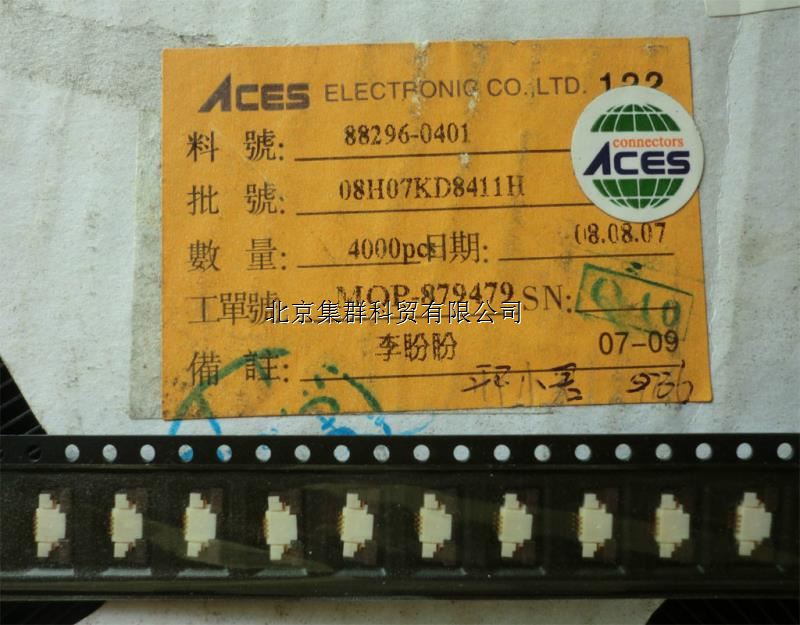 ACES ELECTRONIC CO.,LTD. 122
connectors
ACES
料 號: 88296-0401
批 號: 08H07KD8411H
數 量: 4000pcs 日期: 08.08.07
工單號 MOP-879479 SN: Q 10
北京集群科贸有限公司
李盼盼 07-09
備 註: